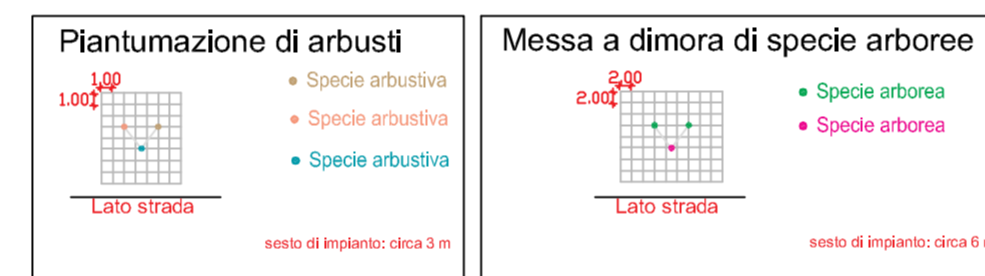 Piantumazione di arbusti
1.00
1.00
Specie arbustiva
Specie arbustiva
Specie arbustiva
Lato strada
sesto di impianto: circa 3 m
Messa a dimora di specie arboree
2.00
2.00
Specie arborea
Specie arborea
Lato strada
sesto di impianto: circa 6